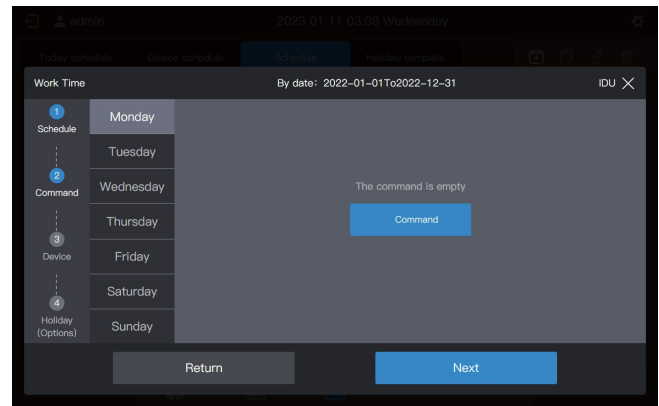 admin
2023 01 11 03:08 Wednesday
Today schedule
Device schedule
Schedule
Holiday template
Work Time
By date: 2022-01-01To2022-12-31
IDU
1
Schedule
2
Command
3
Device
4
Holiday
(Options)
Monday
Tuesday
Wednesday
Thursday
Friday
Saturday
Sunday
The command is empty
Command
Return
Next